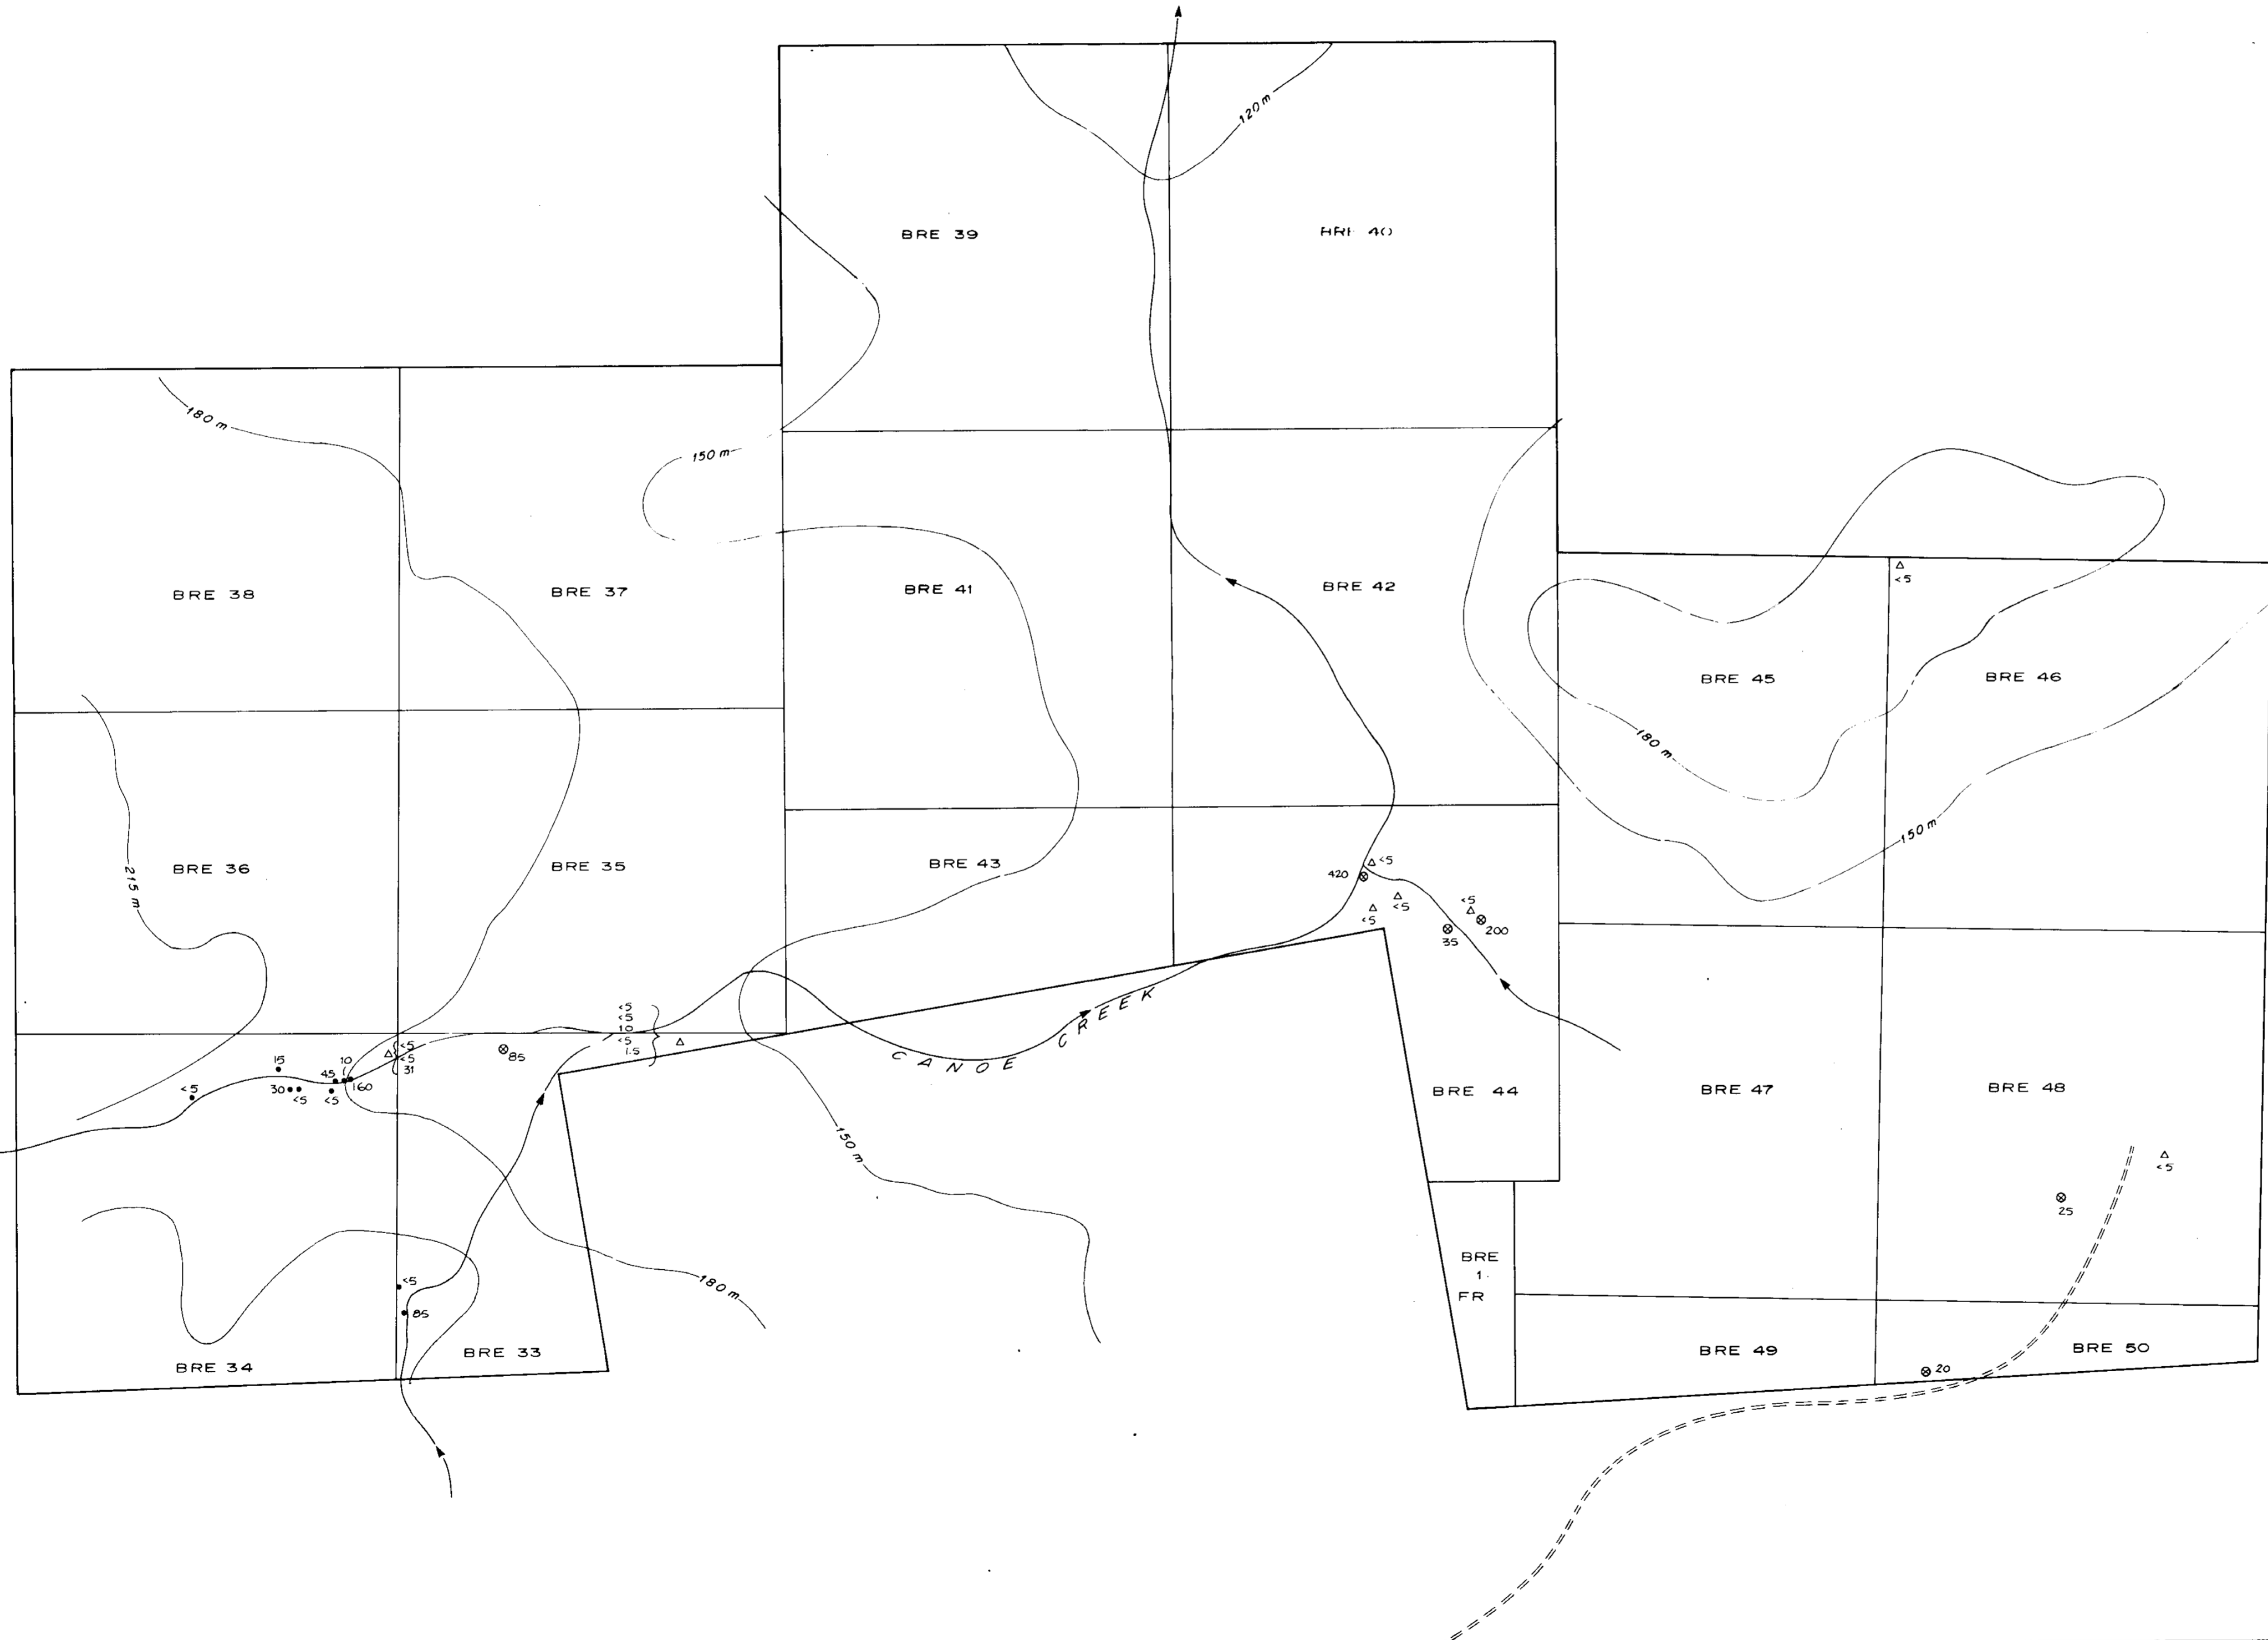 120 m
BRE 39
BRE 40
180 m
150 m
BRE 38
BRE 37
BRE 41
BRE 42
<5
BRE 45
BRE 46
180 m
150 m
BRE 36
215 m
BRE 35
BRE 43
<5
420
<5
<5
<5
200
35
<5
<5
10
<5
1.5
85
<5
<5
31
15
10
45
160
30
<5
<5
<5
CANOE CREEK
BRE 44
BRE 47
BRE 48
150 m
<5
25
BRE
1
FR
180 m
<5
85
BRE 33
BRE 34
BRE 49
BRE 50
20